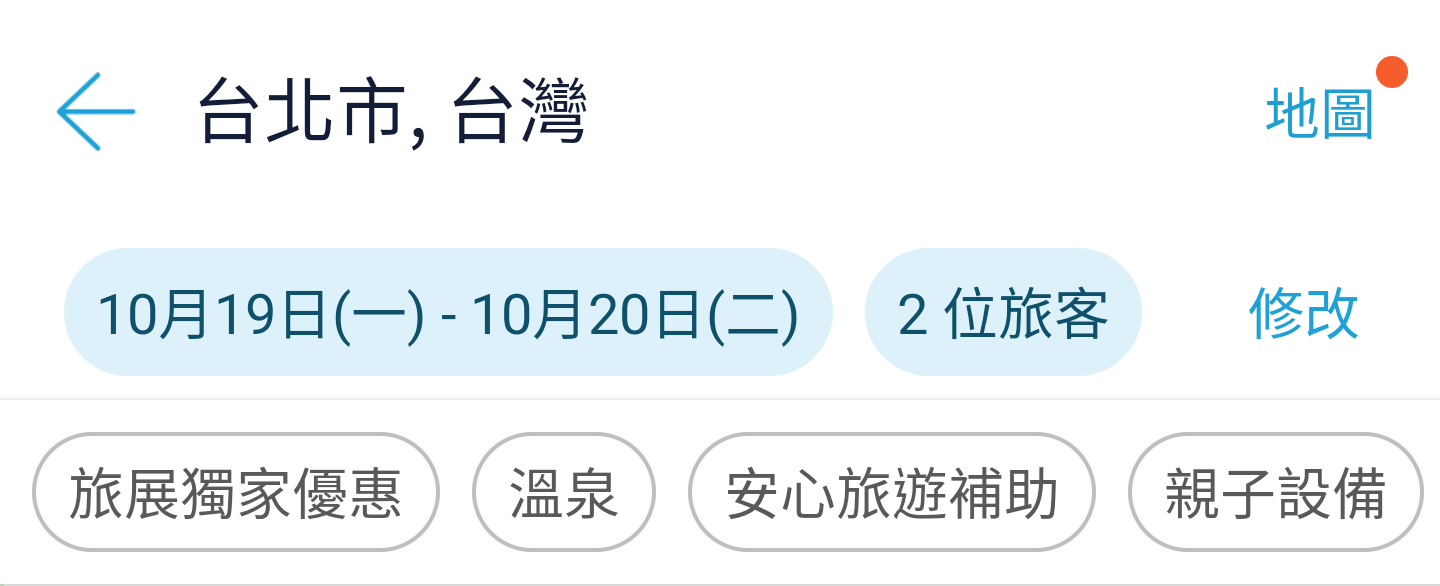 台北市, 台灣
地圖
10月19日(一) - 10月20日(二)
2 位旅客
修改
旅展獨家優惠
溫泉
安心旅遊補助
親子設備